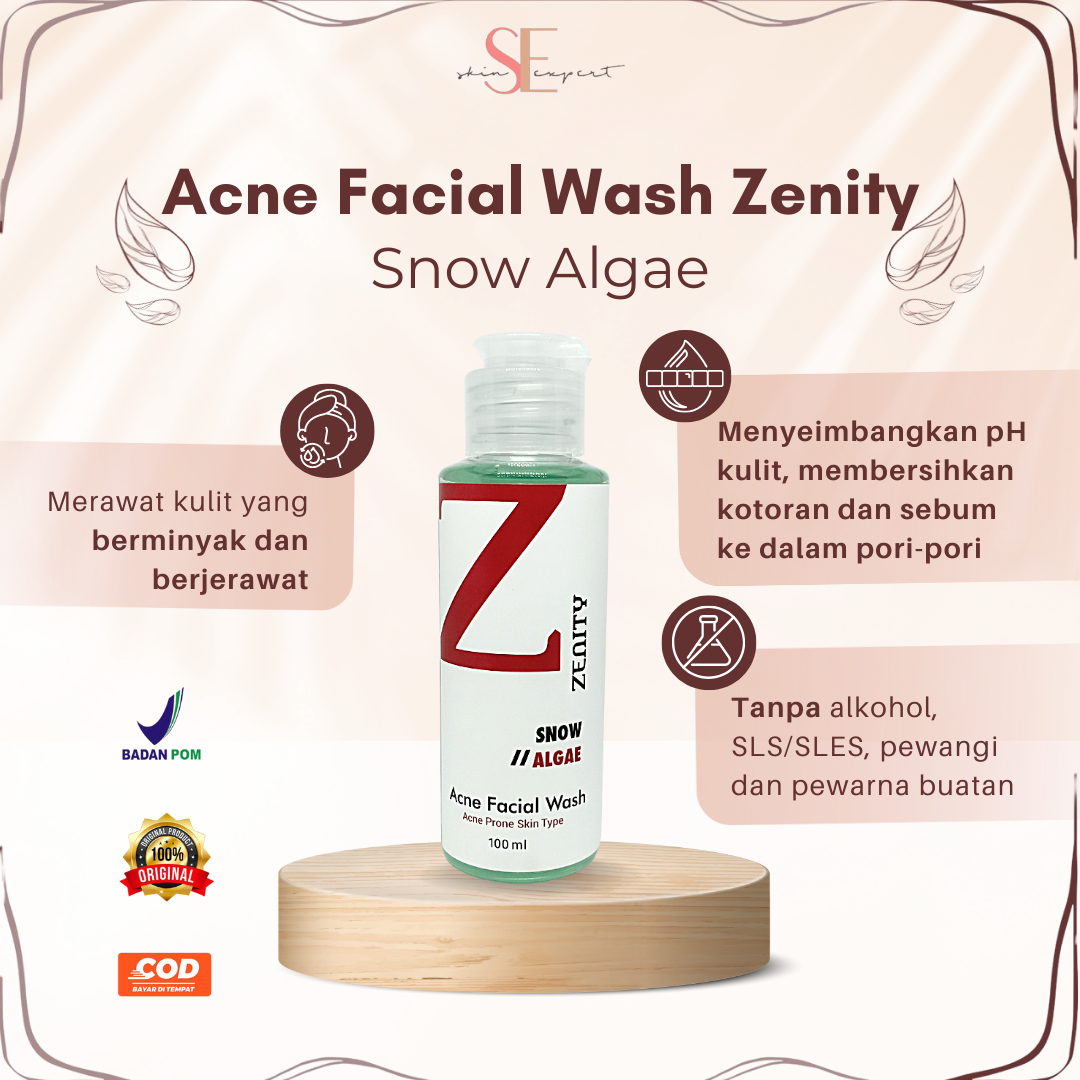 skin SE expert
Acne Facial Wash Zenity
Snow Algae
Merawat kulit yang
berminyak dan
berjerawat
Menyeimbangkan pH
kulit, membersihkan
kotoran dan sebum
ke dalam pori-pori
Tanpa alkohol,
SLS/SLES, pewangi
dan pewarna buatan
Z
ZENITY
SNOW
// ALGAE
Acne Facial Wash
Acne Prone Skin Type
100 ml
BADAN POM
ORIGINAL PRODUCT
100%
ORIGINAL
COD
BAYAR DI TEMPAT